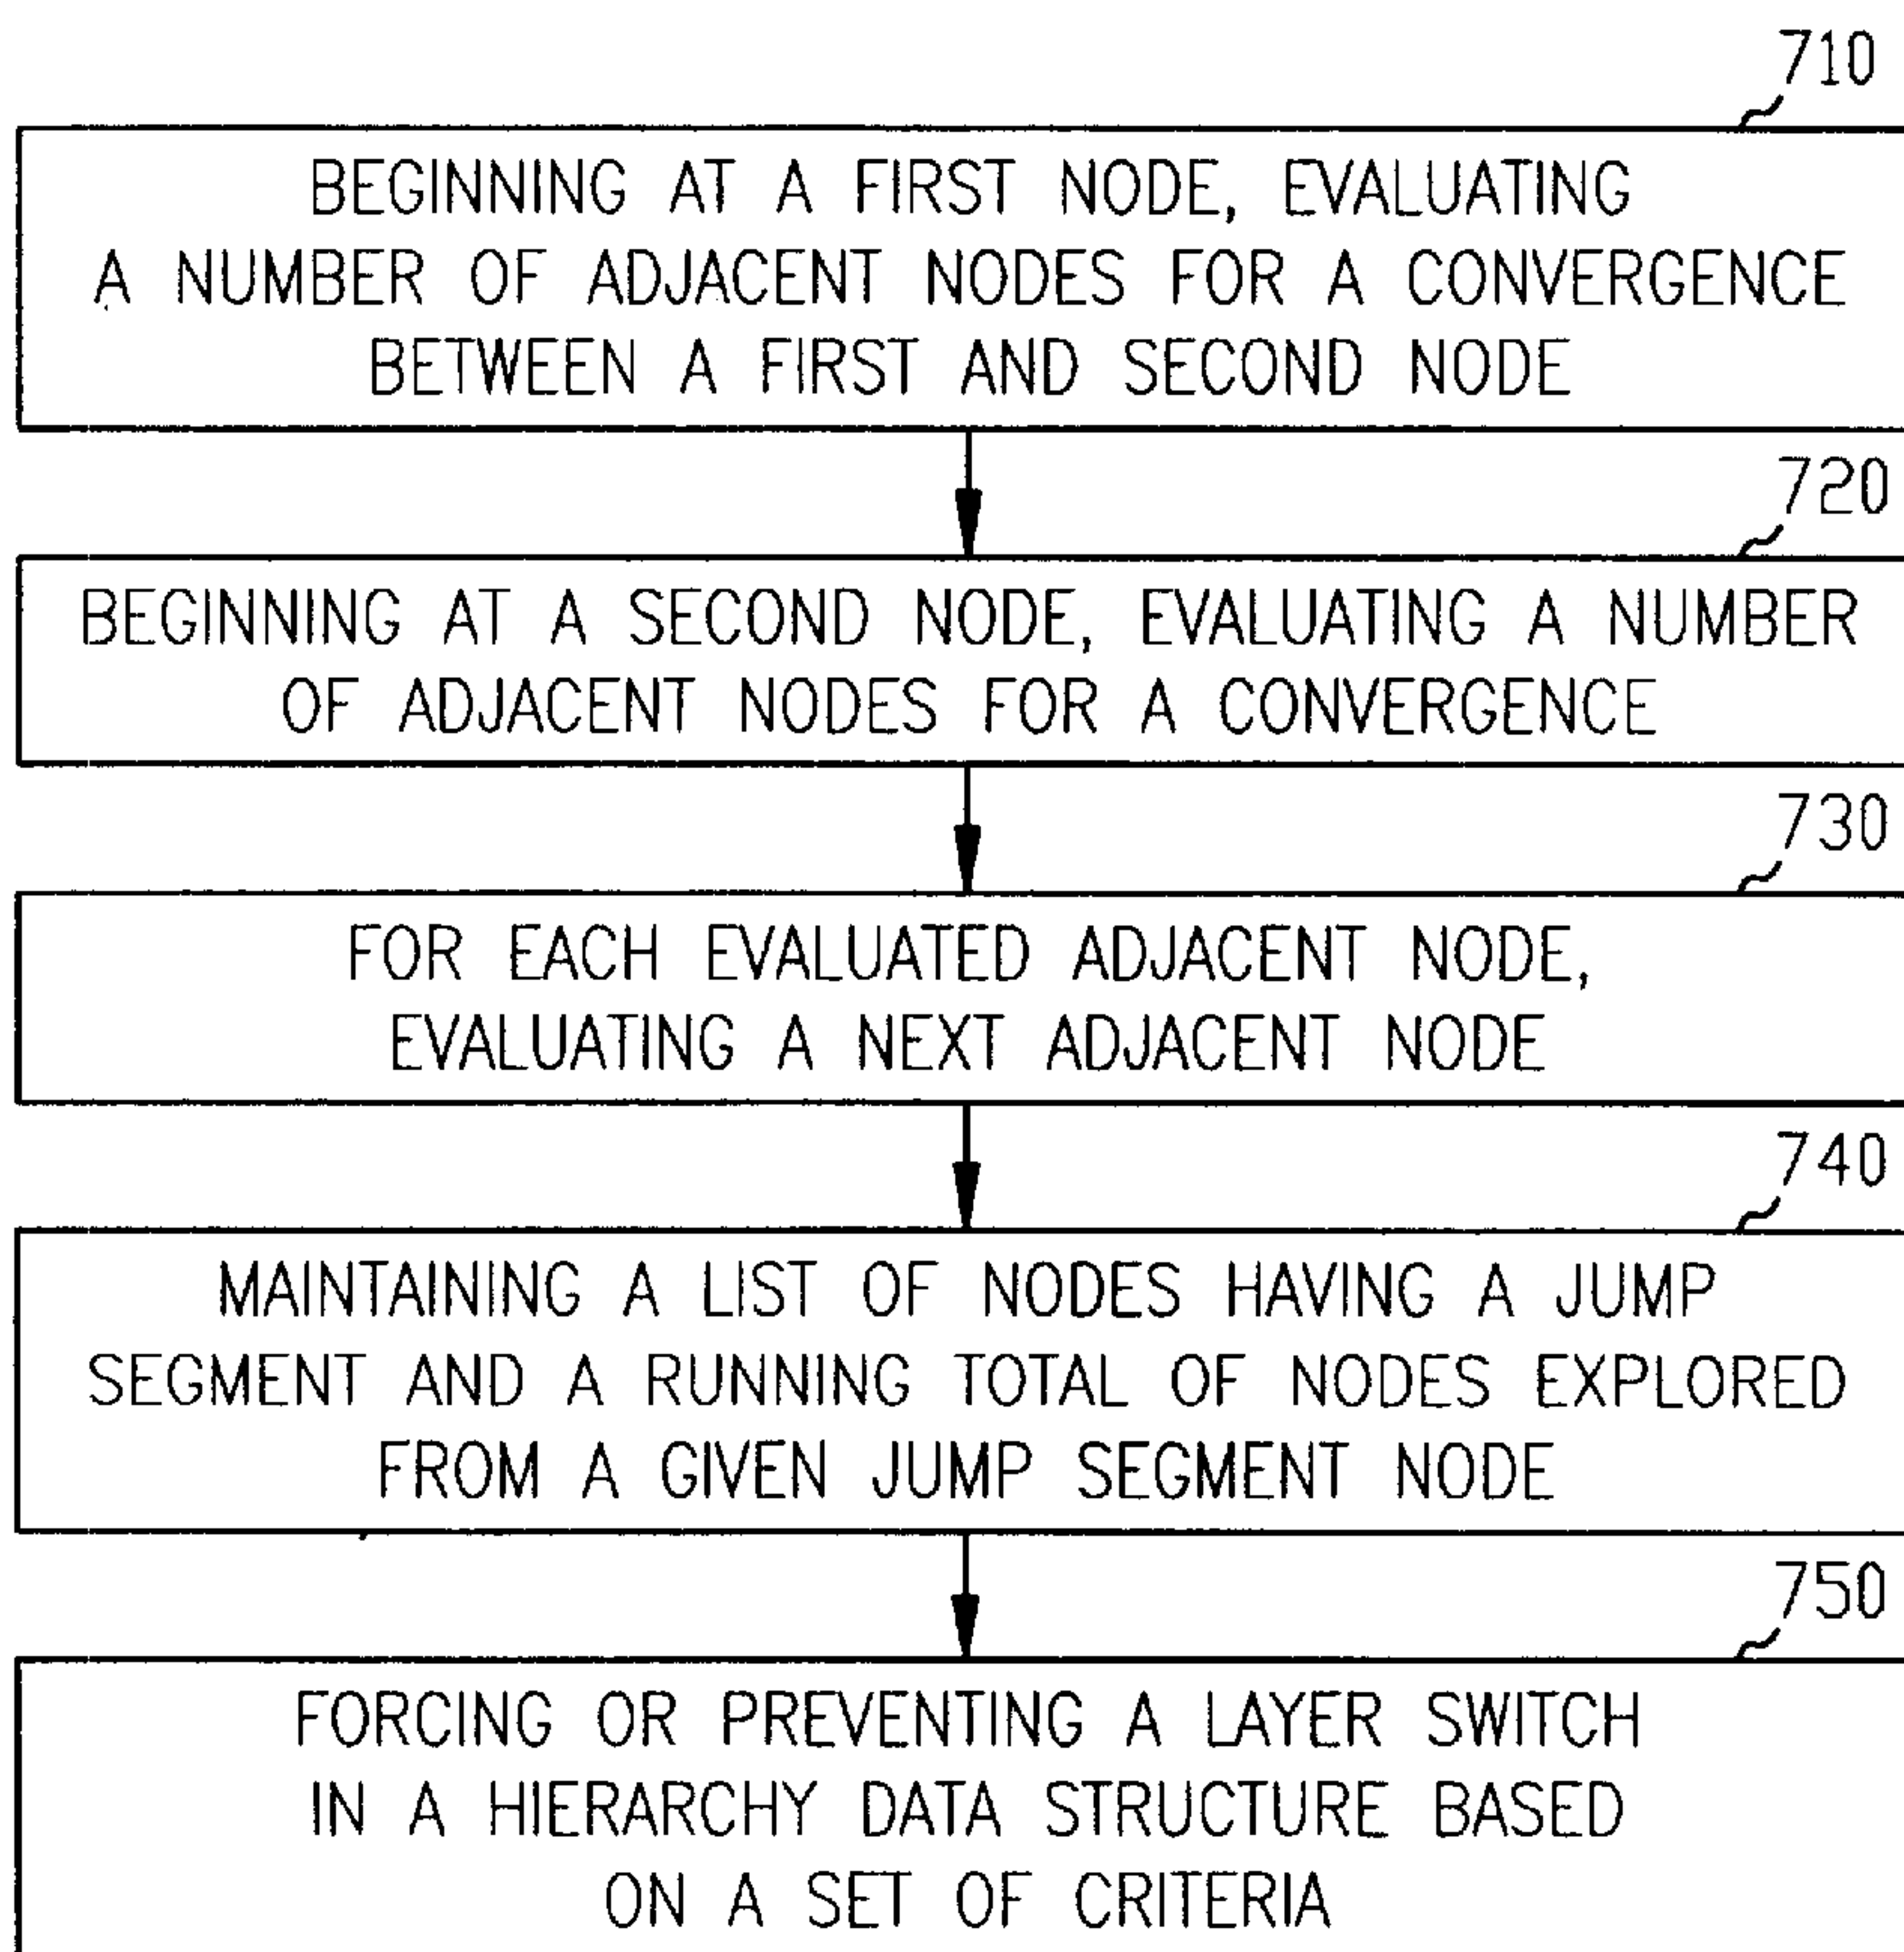 710
BEGINNING AT A FIRST NODE, EVALUATING
A NUMBER OF ADJACENT NODES FOR A CONVERGENCE
BETWEEN A FIRST AND SECOND NODE
720
BEGINNING AT A SECOND NODE, EVALUATING A NUMBER
OF ADJACENT NODES FOR A CONVERGENCE
730
FOR EACH EVALUATED ADJACENT NODE,
EVALUATING A NEXT ADJACENT NODE
740
MAINTAINING A LIST OF NODES HAVING A JUMP
SEGMENT AND A RUNNING TOTAL OF NODES EXPLORED
FROM A GIVEN JUMP SEGMENT NODE
750
FORCING OR PREVENTING A LAYER SWITCH
IN A HIERARCHY DATA STRUCTURE BASED
ON A SET OF CRITERIA